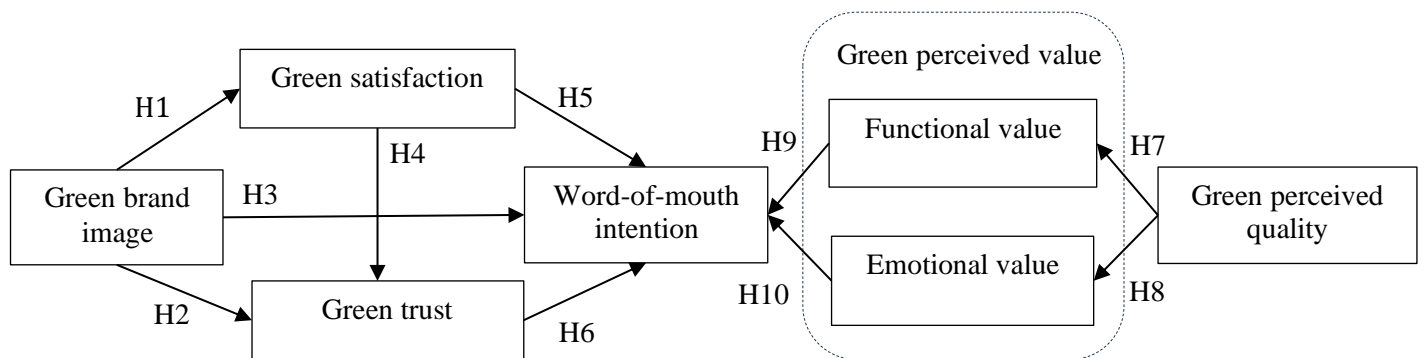 Green perceived value
Green satisfaction
H1
H5
Functional value
H9
H7
H4
Green brand
image
H3
Word-of-mouth
intention
Green perceived
quality
Emotional value
H10
H8
H2
Green trust
H6